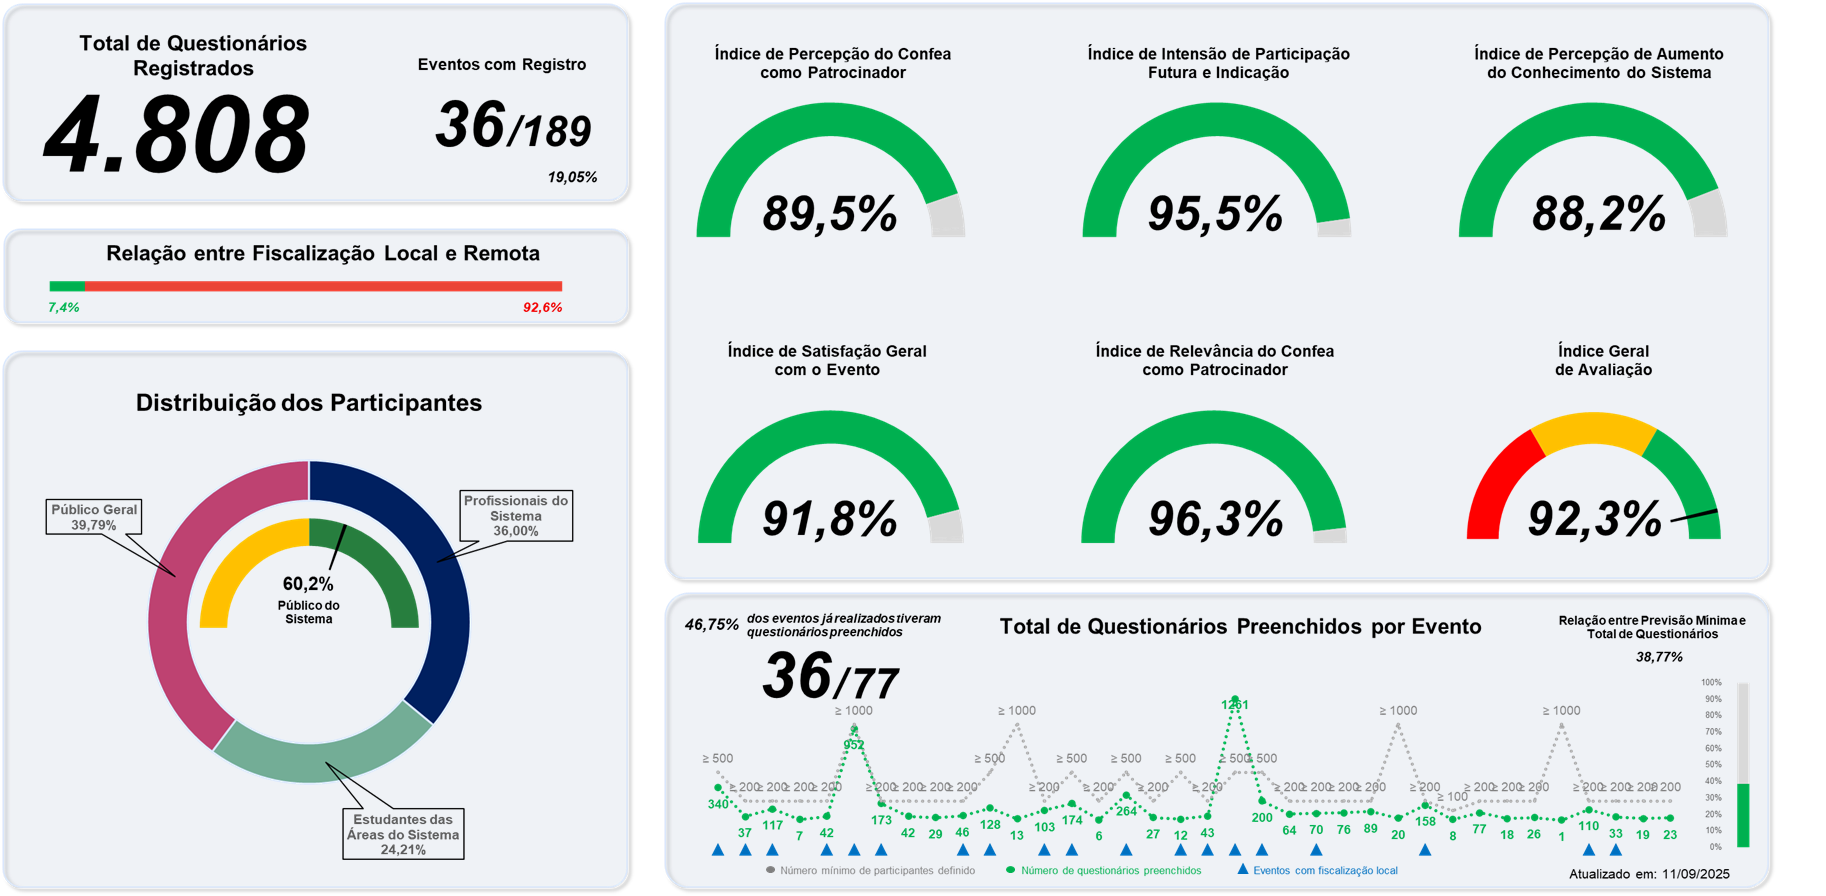 Total de Questionários
Registrados
4.808
Eventos com Registro
36/189
19,05%
Relação entre Fiscalização Local e Remota
7,4%
92,6%
Distribuição dos Participantes
Público Geral
39,79%
Profissionais do
Sistema
36,00%
60,2%
Público do
Sistema
Estudantes das
Áreas do Sistema
24,21%
Índice de Percepção do Confea
como Patrocinador
89,5%
Índice de Intensão de Participação
Futura e Indicação
95,5%
Índice de Percepção de Aumento
do Conhecimento do Sistema
88,2%
Índice de Satisfação Geral
com o Evento
91,8%
Índice de Relevância do Confea
como Patrocinador
96,3%
Índice Geral
de Avaliação
92,3%
46,75% dos eventos já realizados tiveram
questionários preenchidos
36/77
Total de Questionários Preenchidos por Evento
Relação entre Previsão Mínima e
Total de Questionários
38,77%
100%
90%
80%
70%
60%
50%
40%
30%
20%
10%
0%
≥ 1000 ≥ 1000 ≥ 1000 ≥ 1000
≥ 500 ≥ 500 ≥ 500 ≥ 500 ≥ 500 ≥ 500 ≥ 500
≥ 200 ≥ 200 ≥ 200 ≥ 200 ≥ 200 ≥ 200 ≥ 200 ≥ 200 ≥ 200 ≥ 200 ≥ 200 ≥ 200 ≥ 200 ≥ 200 ≥ 200 ≥ 200 ≥ 100 ≥ 200 ≥ 200 ≥ 200 ≥ 200 ≥ 200 ≥ 200 ≥ 200
340 37 117 7 42 952 173 42 29 46 128 13 103 174 6 264 27 12 43 1261 200 64 70 76 89 20 158 8 77 18 26 1 110 33 19 23
Número mínimo de participantes definido
Número de questionários preenchidos
Eventos com fiscalização local
Atualizado em: 11/09/2025